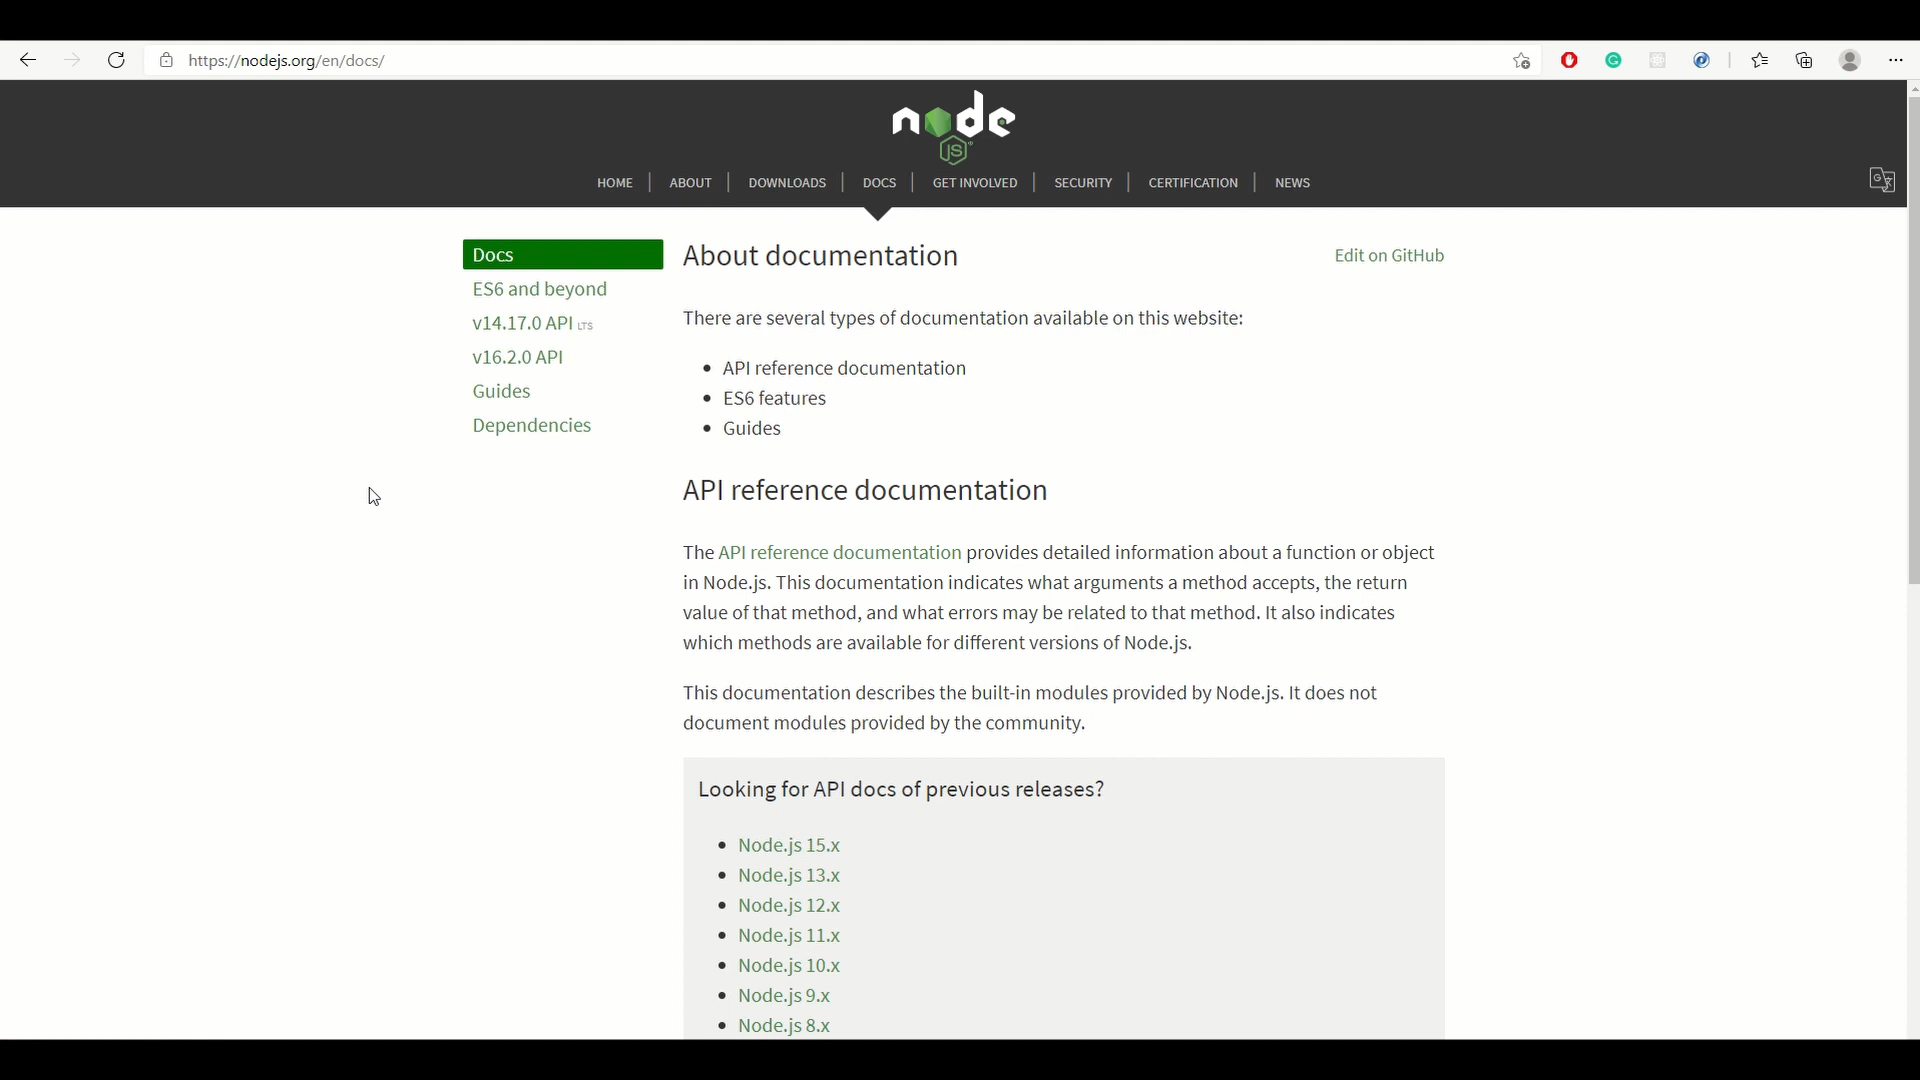 https://nodejs.org/en/docs/
node
JS
HOME | ABOUT | DOWNLOADS | DOCS | GET INVOLVED | SECURITY | CERTIFICATION | NEWS
Docs
ES6 and beyond
v14.17.0 API LTS
v16.2.0 API
Guides
Dependencies
About documentation
Edit on GitHub
There are several types of documentation available on this website:
• API reference documentation
• ES6 features
• Guides
API reference documentation
The API reference documentation provides detailed information about a function or object
in Node.js. This documentation indicates what arguments a method accepts, the return
value of that method, and what errors may be related to that method. It also indicates
which methods are available for different versions of Node.js.
This documentation describes the built-in modules provided by Node.js. It does not
document modules provided by the community.
Looking for API docs of previous releases?
• Node.js 15.x
• Node.js 13.x
• Node.js 12.x
• Node.js 11.x
• Node.js 10.x
• Node.js 9.x
• Node.js 8.x